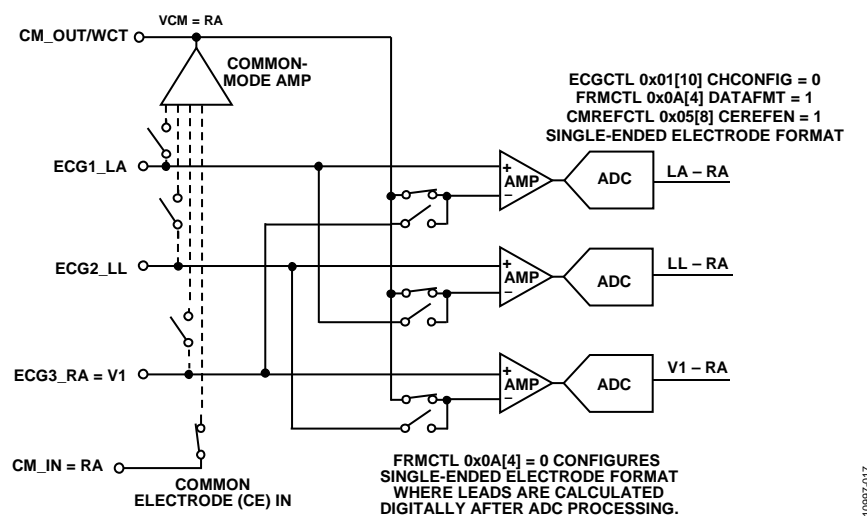 VCM = RA
CM_OUT/WCT
COMMON-
MODE AMP
ECGCTL 0x01[10] CHCONFIG = 0
FRMCTL 0x0A[4] DATAFMT = 1
CMREFCTL 0x05[8] CEREFEN = 1
SINGLE-ENDED ELECTRODE FORMAT
ECG1_LA
+
AMP
–
ADC
LA – RA
ECG2_LL
+
AMP
–
ADC
LL – RA
ECG3_RA = V1
+
AMP
–
ADC
V1 – RA
CM_IN = RA
COMMON
ELECTRODE (CE) IN
FRMCTL 0x0A[4] = 0 CONFIGURES
SINGLE-ENDED ELECTRODE FORMAT
WHERE LEADS ARE CALCULATED
DIGITALLY AFTER ADC PROCESSING.
10997-017